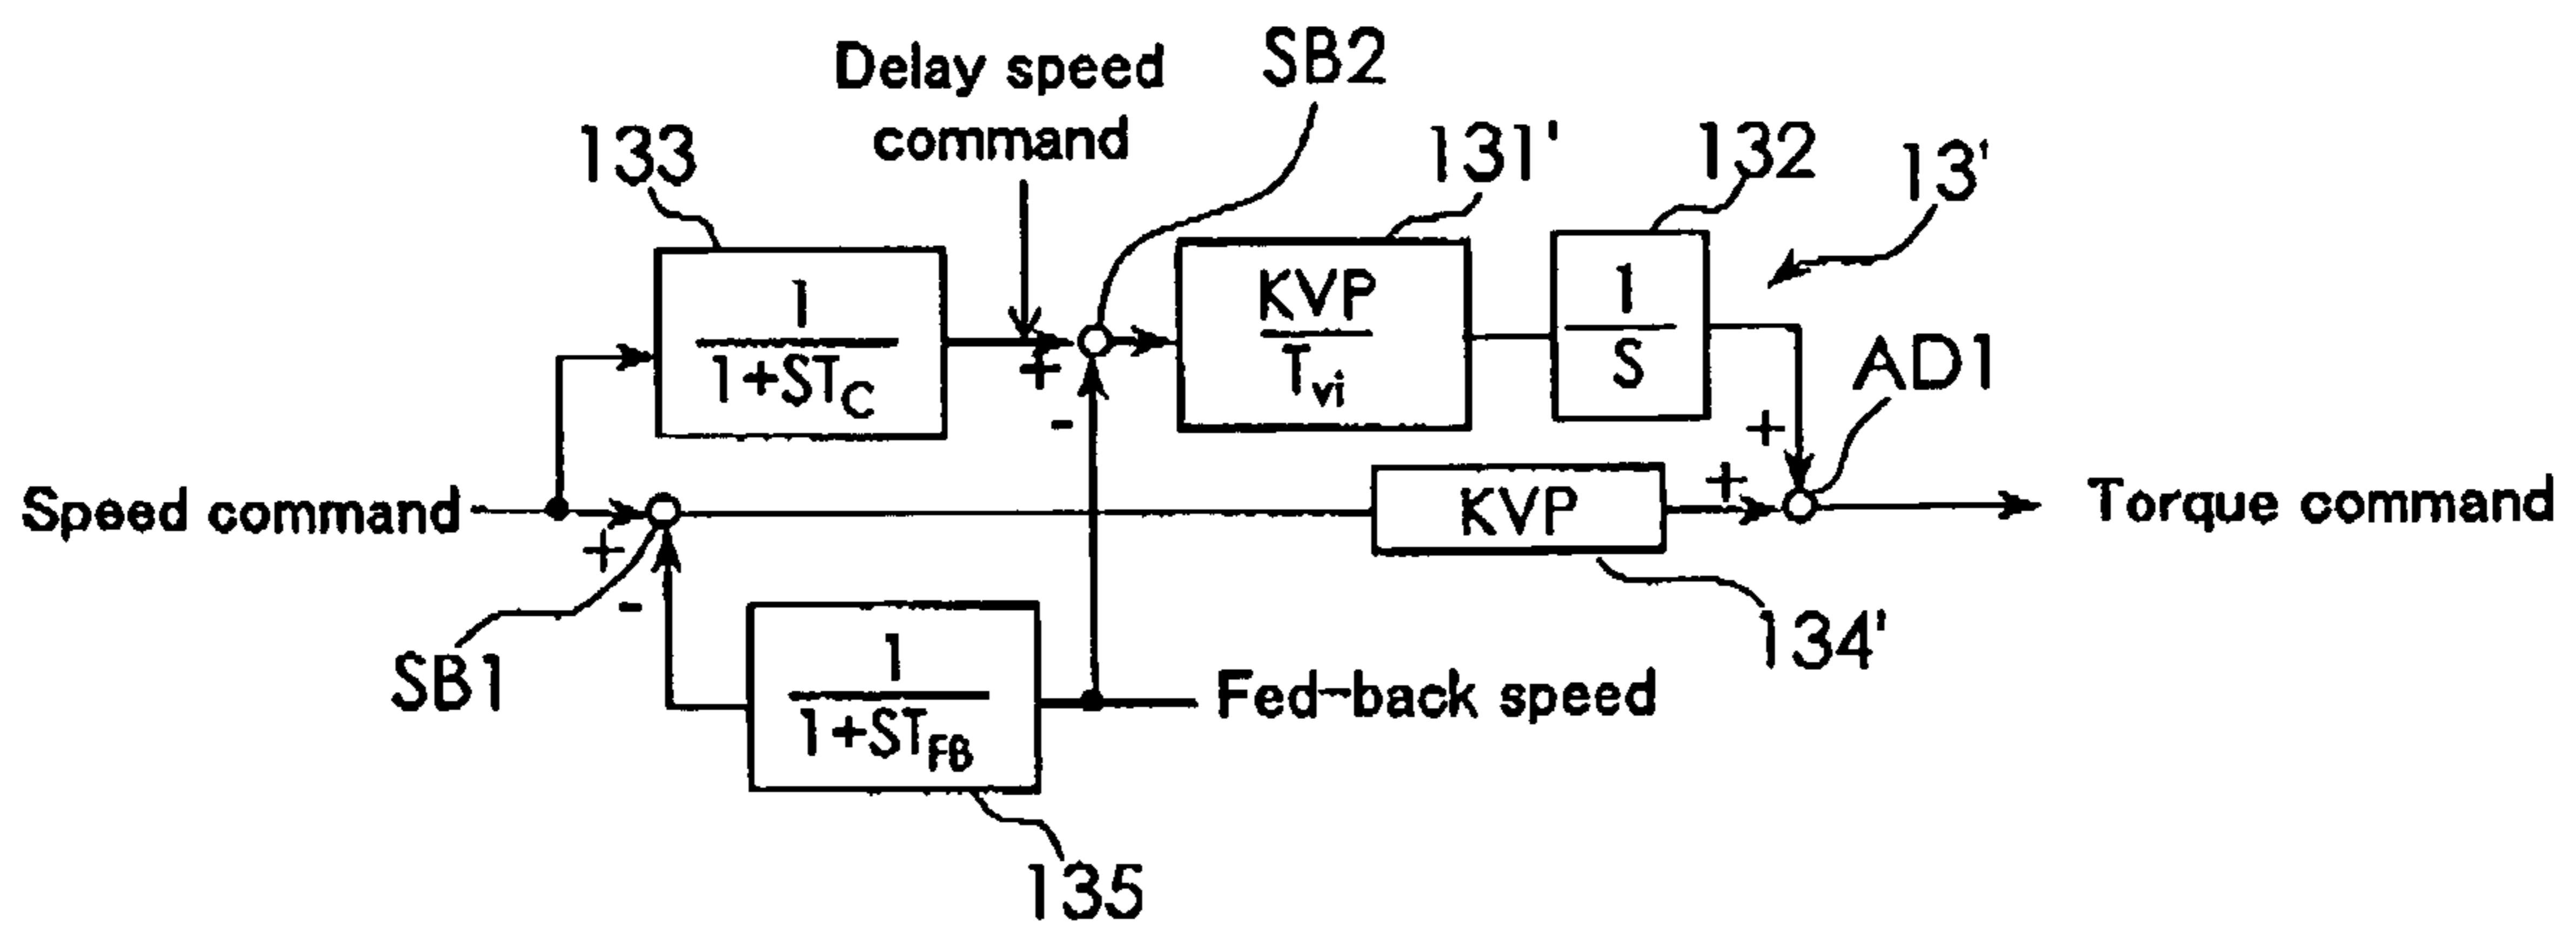 Delay speed
command
SB2
133
131'
132
13'
1
1+STC
+
-
KVP
Tvi
1
S
AD1
+
Speed command
+
-
KVP
+
Torque command
SB1
1
1+STFB
Fed-back speed
134'
135